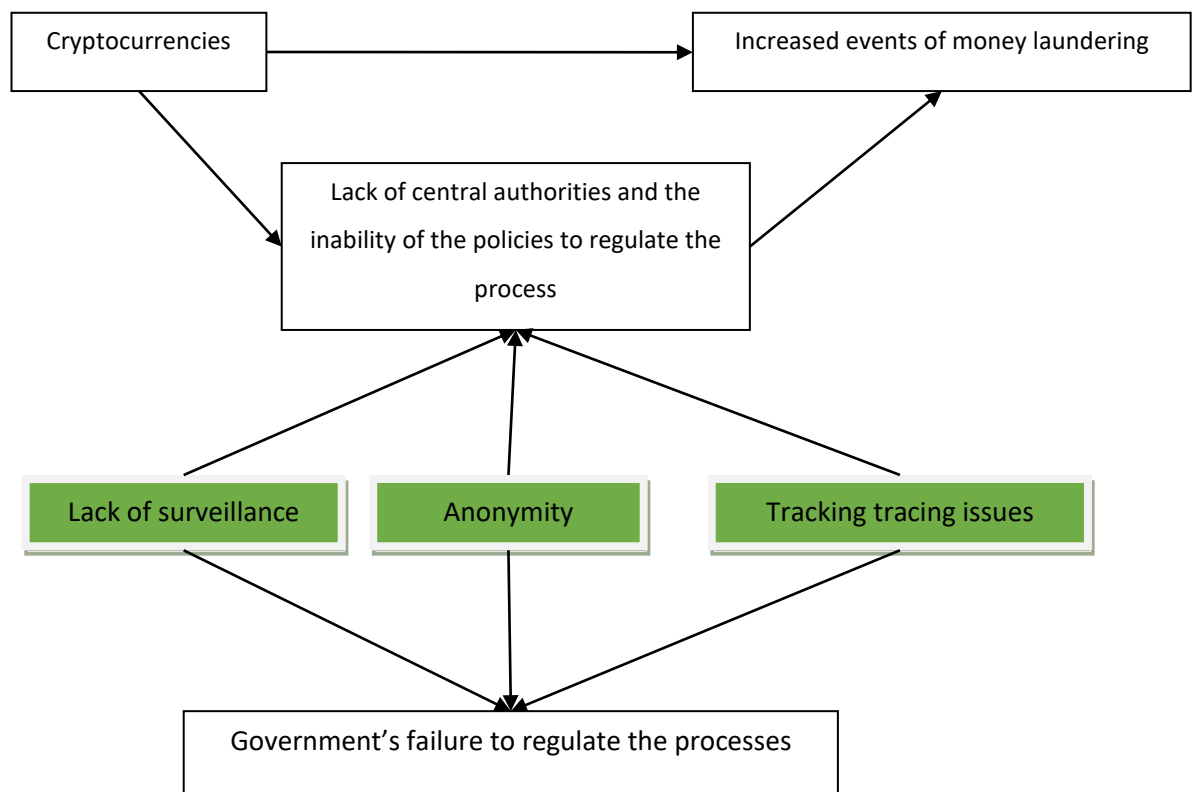 Cryptocurrencies
Increased events of money laundering
Lack of central authorities and the
inability of the policies to regulate the
process
Lack of surveillance
Anonymity
Tracking tracing issues
Government’s failure to regulate the processes